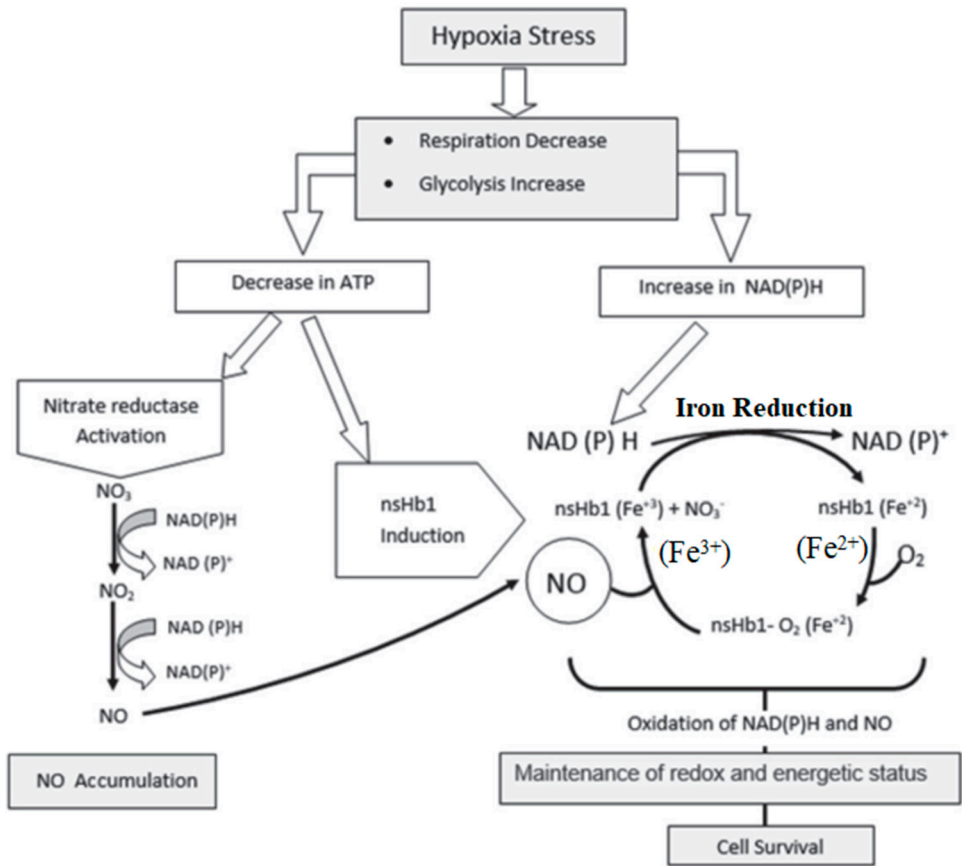 Hypoxia Stress
• Respiration Decrease
• Glycolysis Increase
Decrease in ATP
Increase in NAD(P)H
Nitrate reductase
Activation
NO₃
NAD(P)H
NAD (P)⁺
NO₂
NAD (P)H
NAD(P)⁺
NO
NO Accumulation
nsHb1
Induction
Iron Reduction
NAD (P) H
NAD (P)⁺
nsHb1 (Fe⁺³) + NO₃⁻
nsHb1 (Fe⁺²)
(Fe³⁺)
(Fe²⁺)
O₂
NO
nsHb1- O₂ (Fe⁺²)
Oxidation of NAD(P)H and NO
Maintenance of redox and energetic status
Cell Survival